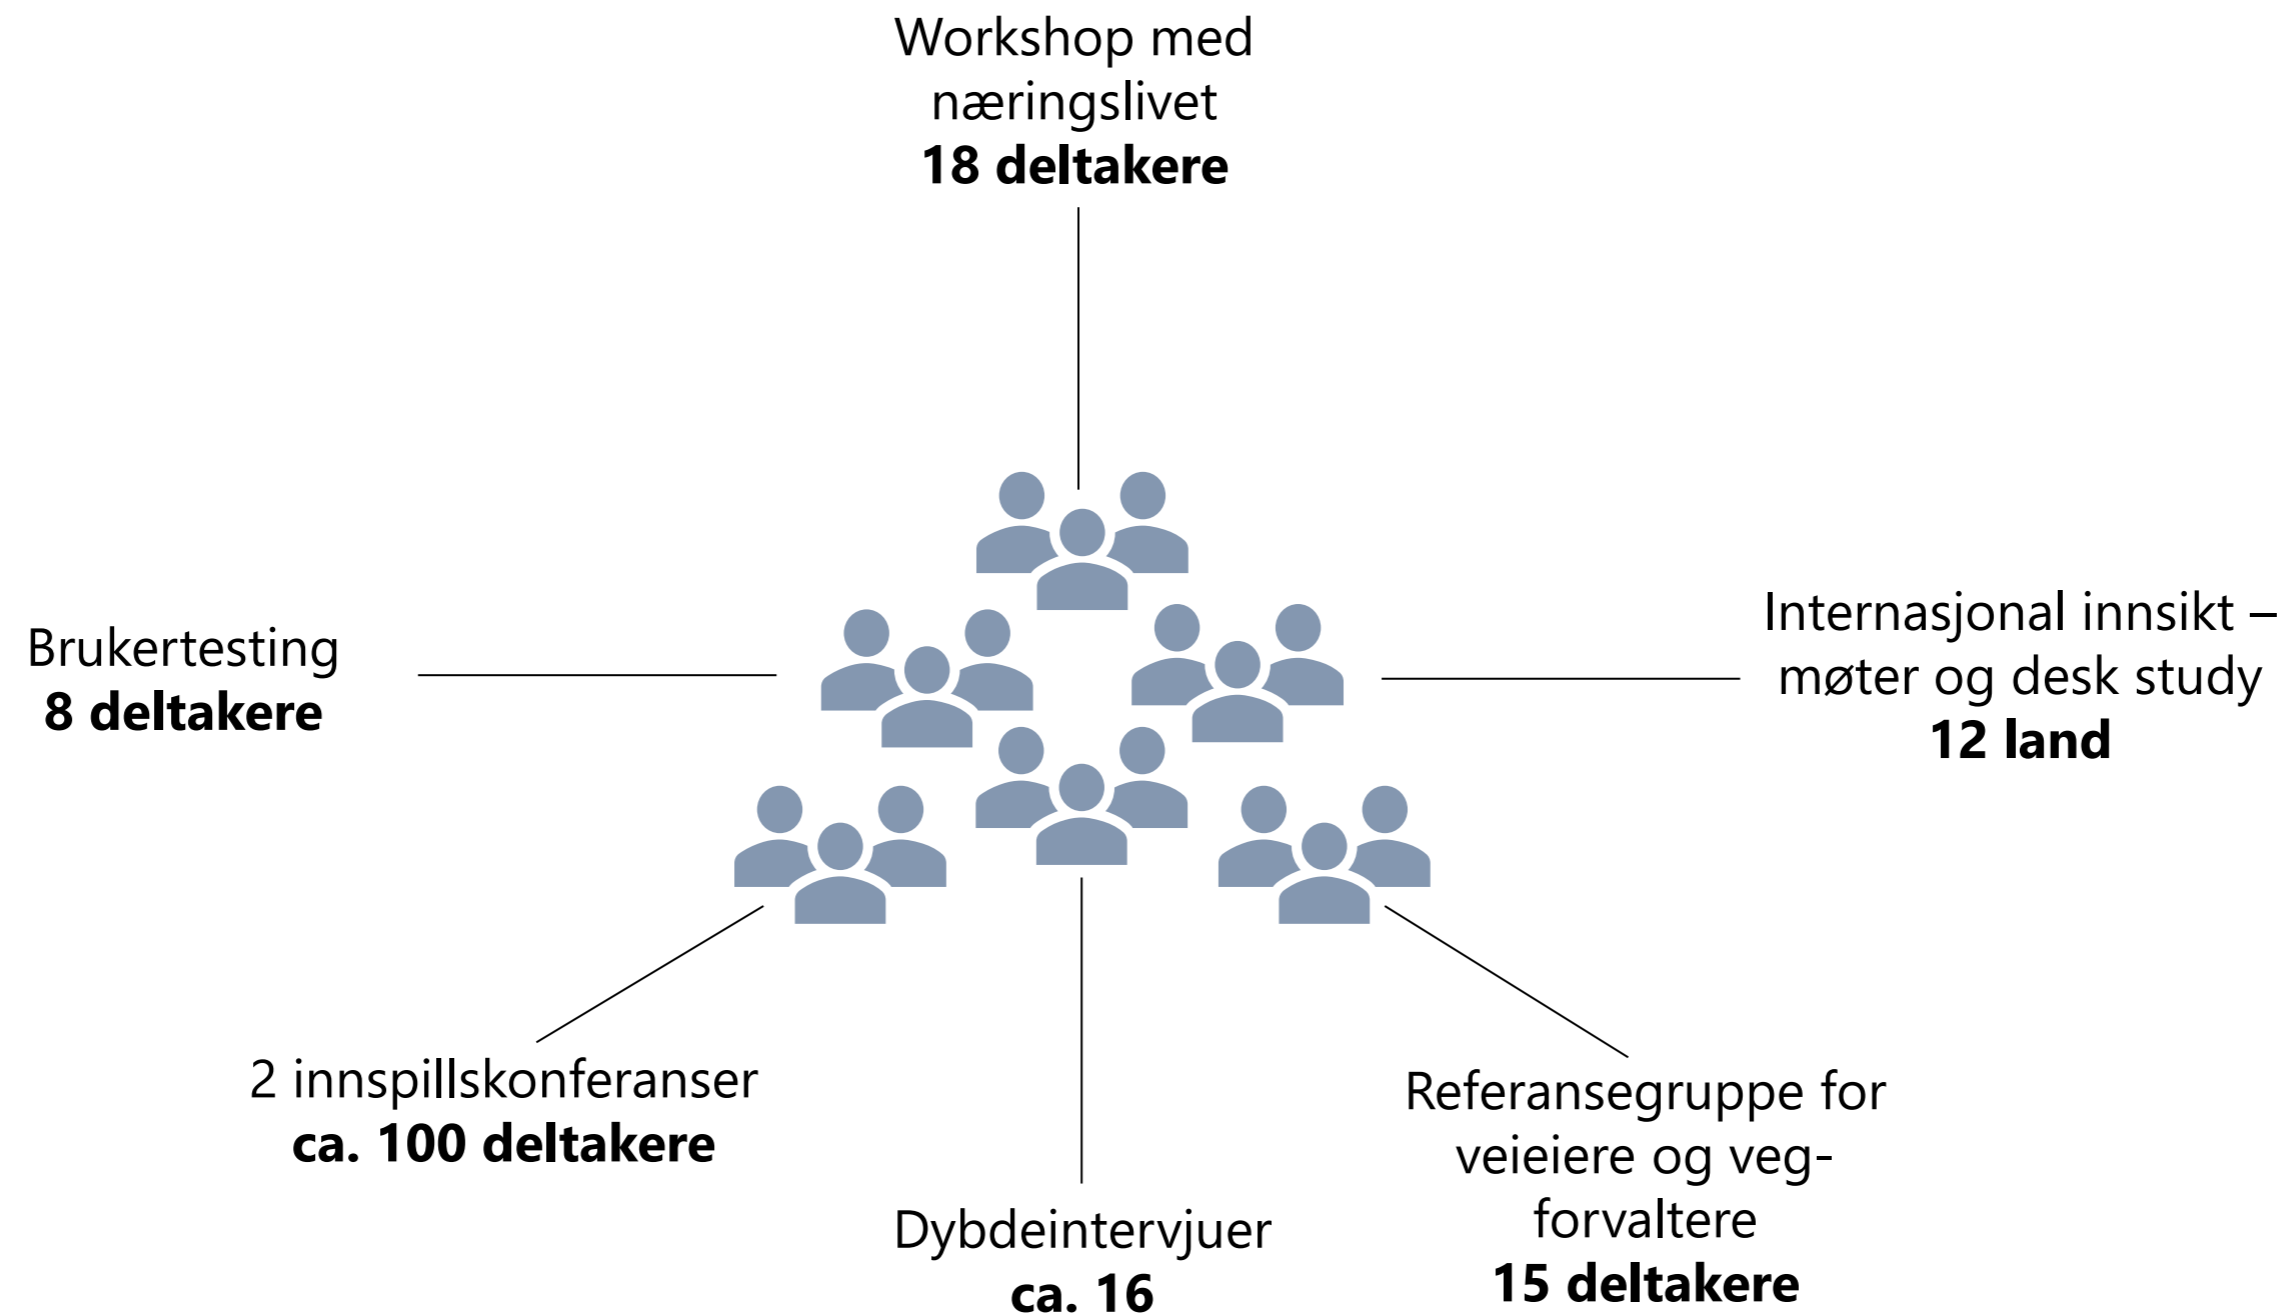 Workshop med
næringslivet
18 deltakere
Internasjonal innsikt –
møter og desk study
12 land
Brukertesting
8 deltakere
2 innspillskonferanser
ca. 100 deltakere
Referansegruppe for
veieiere og veg-
forvaltere
15 deltakere
Dybdeintervjuer
ca. 16